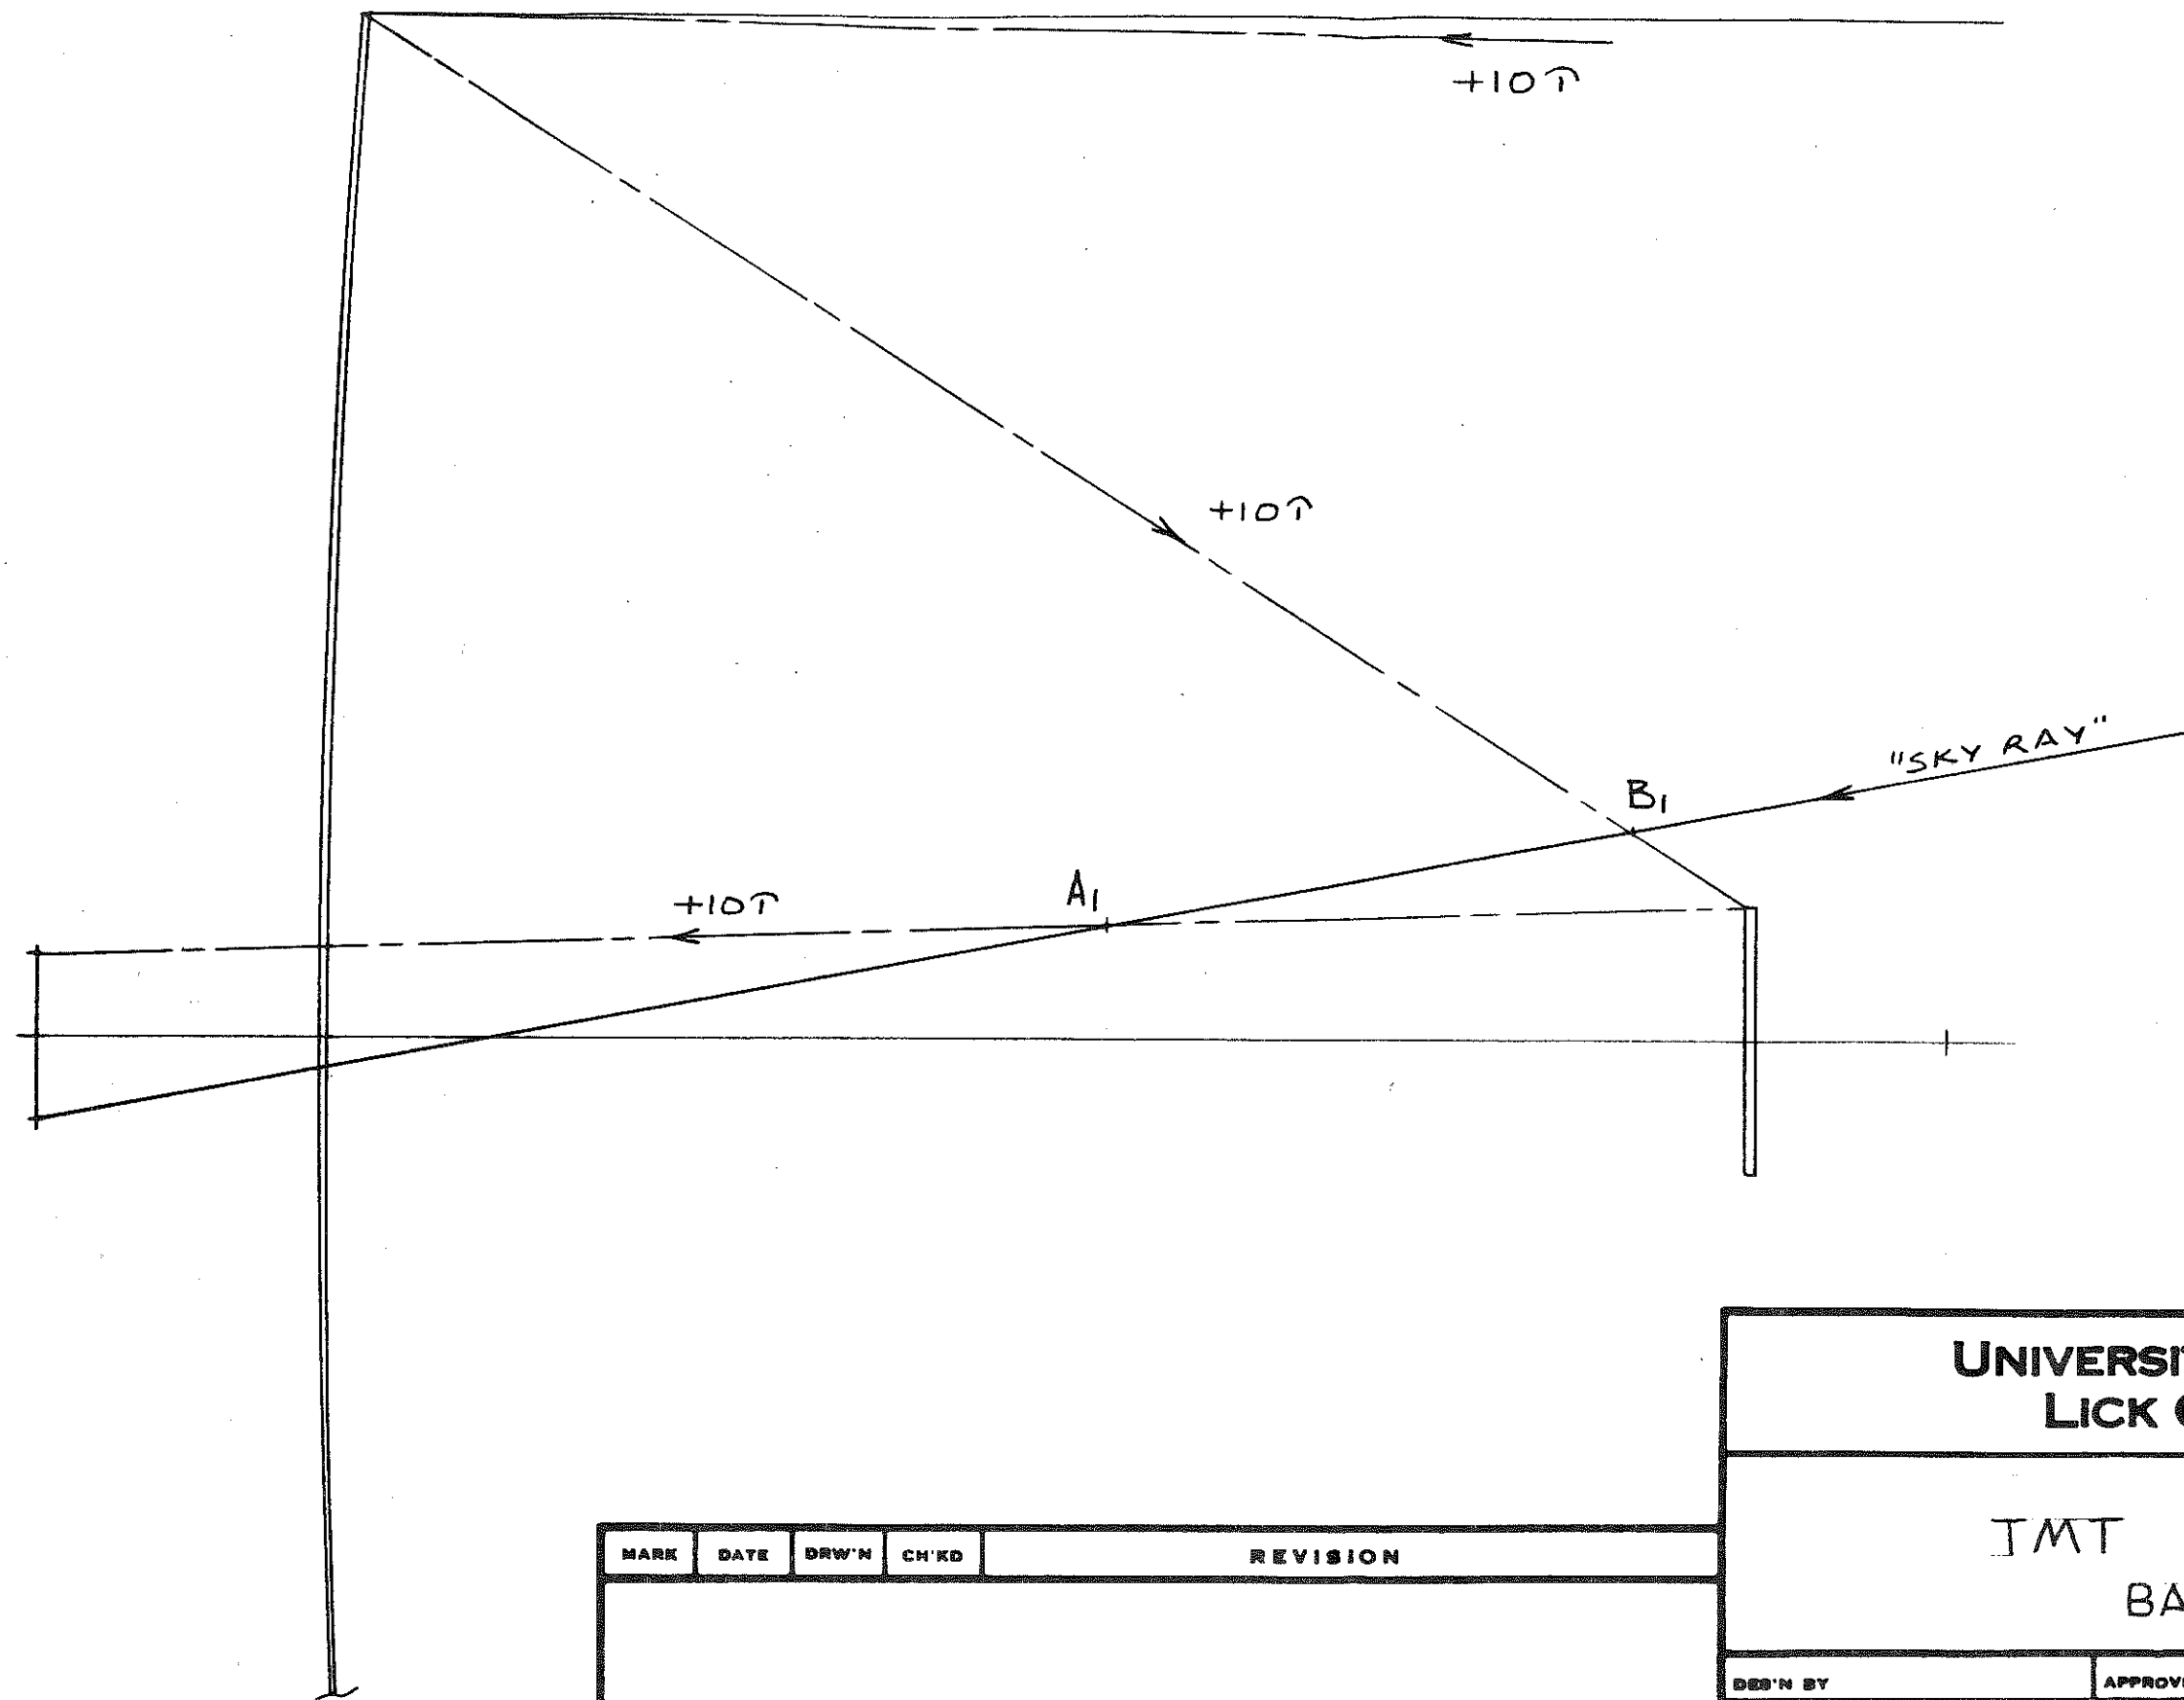 +10↑
+10↑
"SKY RAY"
B1
A1
+10↑
UNIVERSIT
LICK
MARK DATE DRW'N CH'KD REVISION
TMT
BA
DES'N BY APPROV